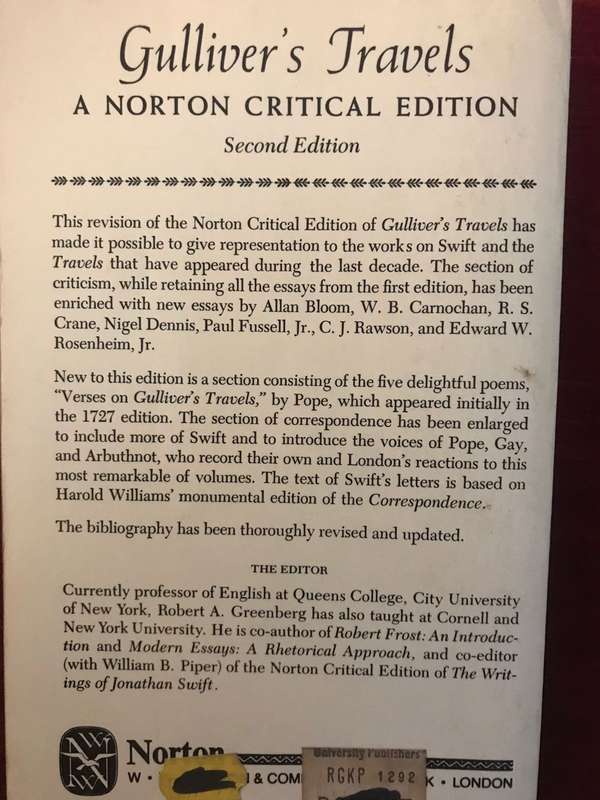 Gulliver's Travels
A NORTON CRITICAL EDITION
Second Edition
This revision of the Norton Critical Edition of Gulliver's Travels has
made it possible to give representation to the works on Swift and the
Travels that have appeared during the last decade. The section of
criticism, while retaining all the essays from the first edition, has been
enriched with new essays by Allan Bloom, W. B. Carnochan, R. S.
Crane, Nigel Dennis, Paul Fussell, Jr., C. J. Rawson, and Edward W.
Rosenheim, Jr.
New to this edition is a section consisting of the five delightful poems,
"Verses on Gulliver's Travels," by Pope, which appeared initially in
the 1727 edition. The section of correspondence has been enlarged
to include more of Swift and to introduce the voices of Pope, Gay,
and Arbuthnot, who record their own and London's reactions to this
most remarkable of volumes. The text of Swift's letters is based on
Harold Williams' monumental edition of the Correspondence.
The bibliography has been thoroughly revised and updated.
THE EDITOR
Currently professor of English at Queens College, City University
of New York, Robert A. Greenberg has also taught at Cornell and
New York University. He is co-author of Robert Frost: An Introduc-
tion and Modern Essays: A Rhetorical Approach, and co-editor
(with William B. Piper) of the Norton Critical Edition of The Writ-
ings of Jonathan Swift.
Norton
University Publishers
RGKP 1292
W • & COM K • LONDON